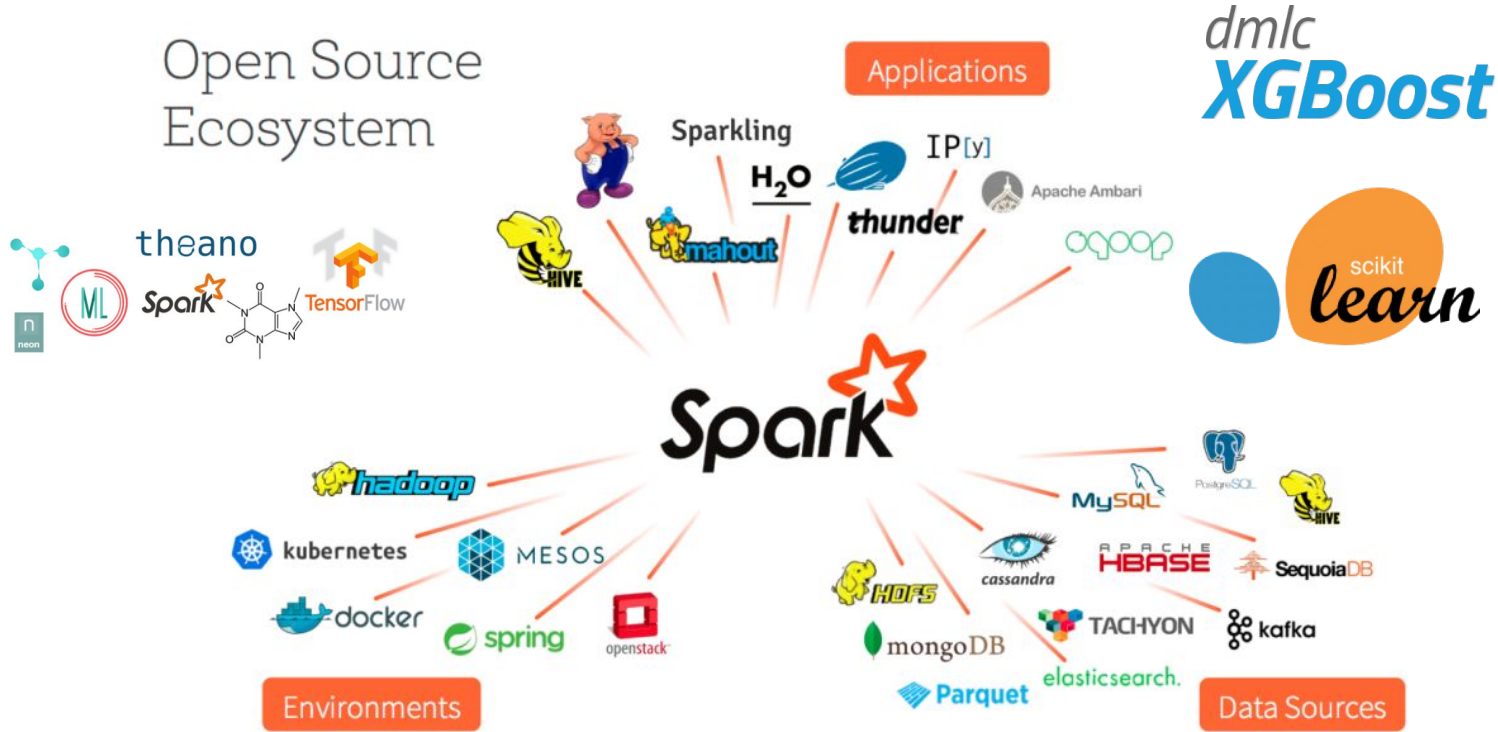 Open Source
Ecosystem
Applications
dmlc
XGBoost
Sparkling
H2O
IP[y]
Apache Ambari
thunder
mahout
HIVE
sqoop
theano
ML
Spark
TensorFlow
n
neon
O
N
N
O
N
N
scikit
learn
Spark
hadoop
kubernetes
MESOS
docker
spring
openstack
Environments
PostgreSQL
MySQL
HIVE
cassandra
APACHE
HBASE
SequoiaDB
HDFS
TACHYON
kafka
mongoDB
elasticsearch.
Parquet
Data Sources